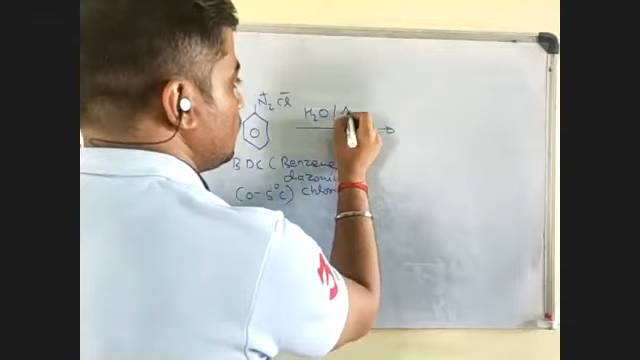 N₂⁺ Cl⁻
H₂O / Δ
BDC (Benzene
diazoni
(0-5°C) chlor